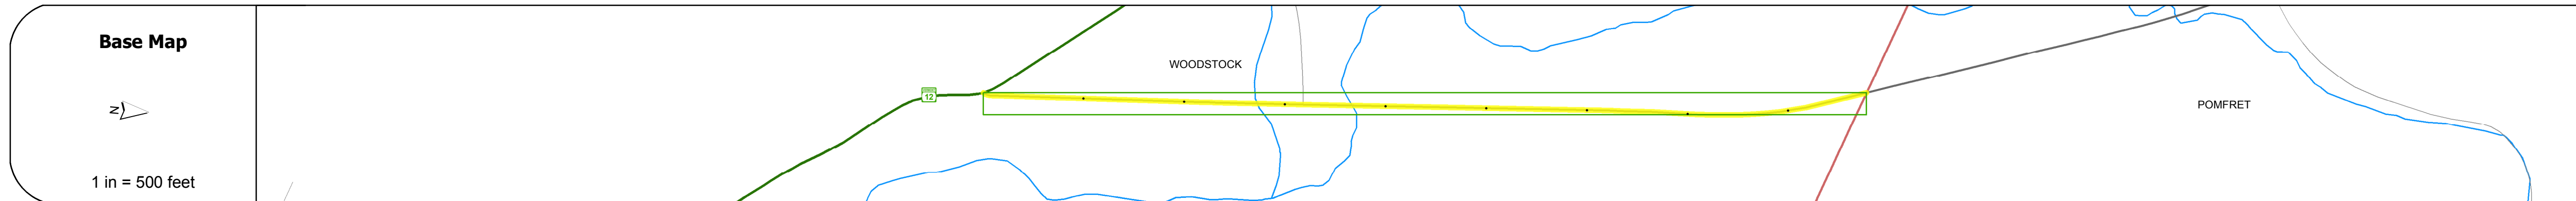 Base Map
N
1 in = 500 feet
12
WOODSTOCK
POMFRET